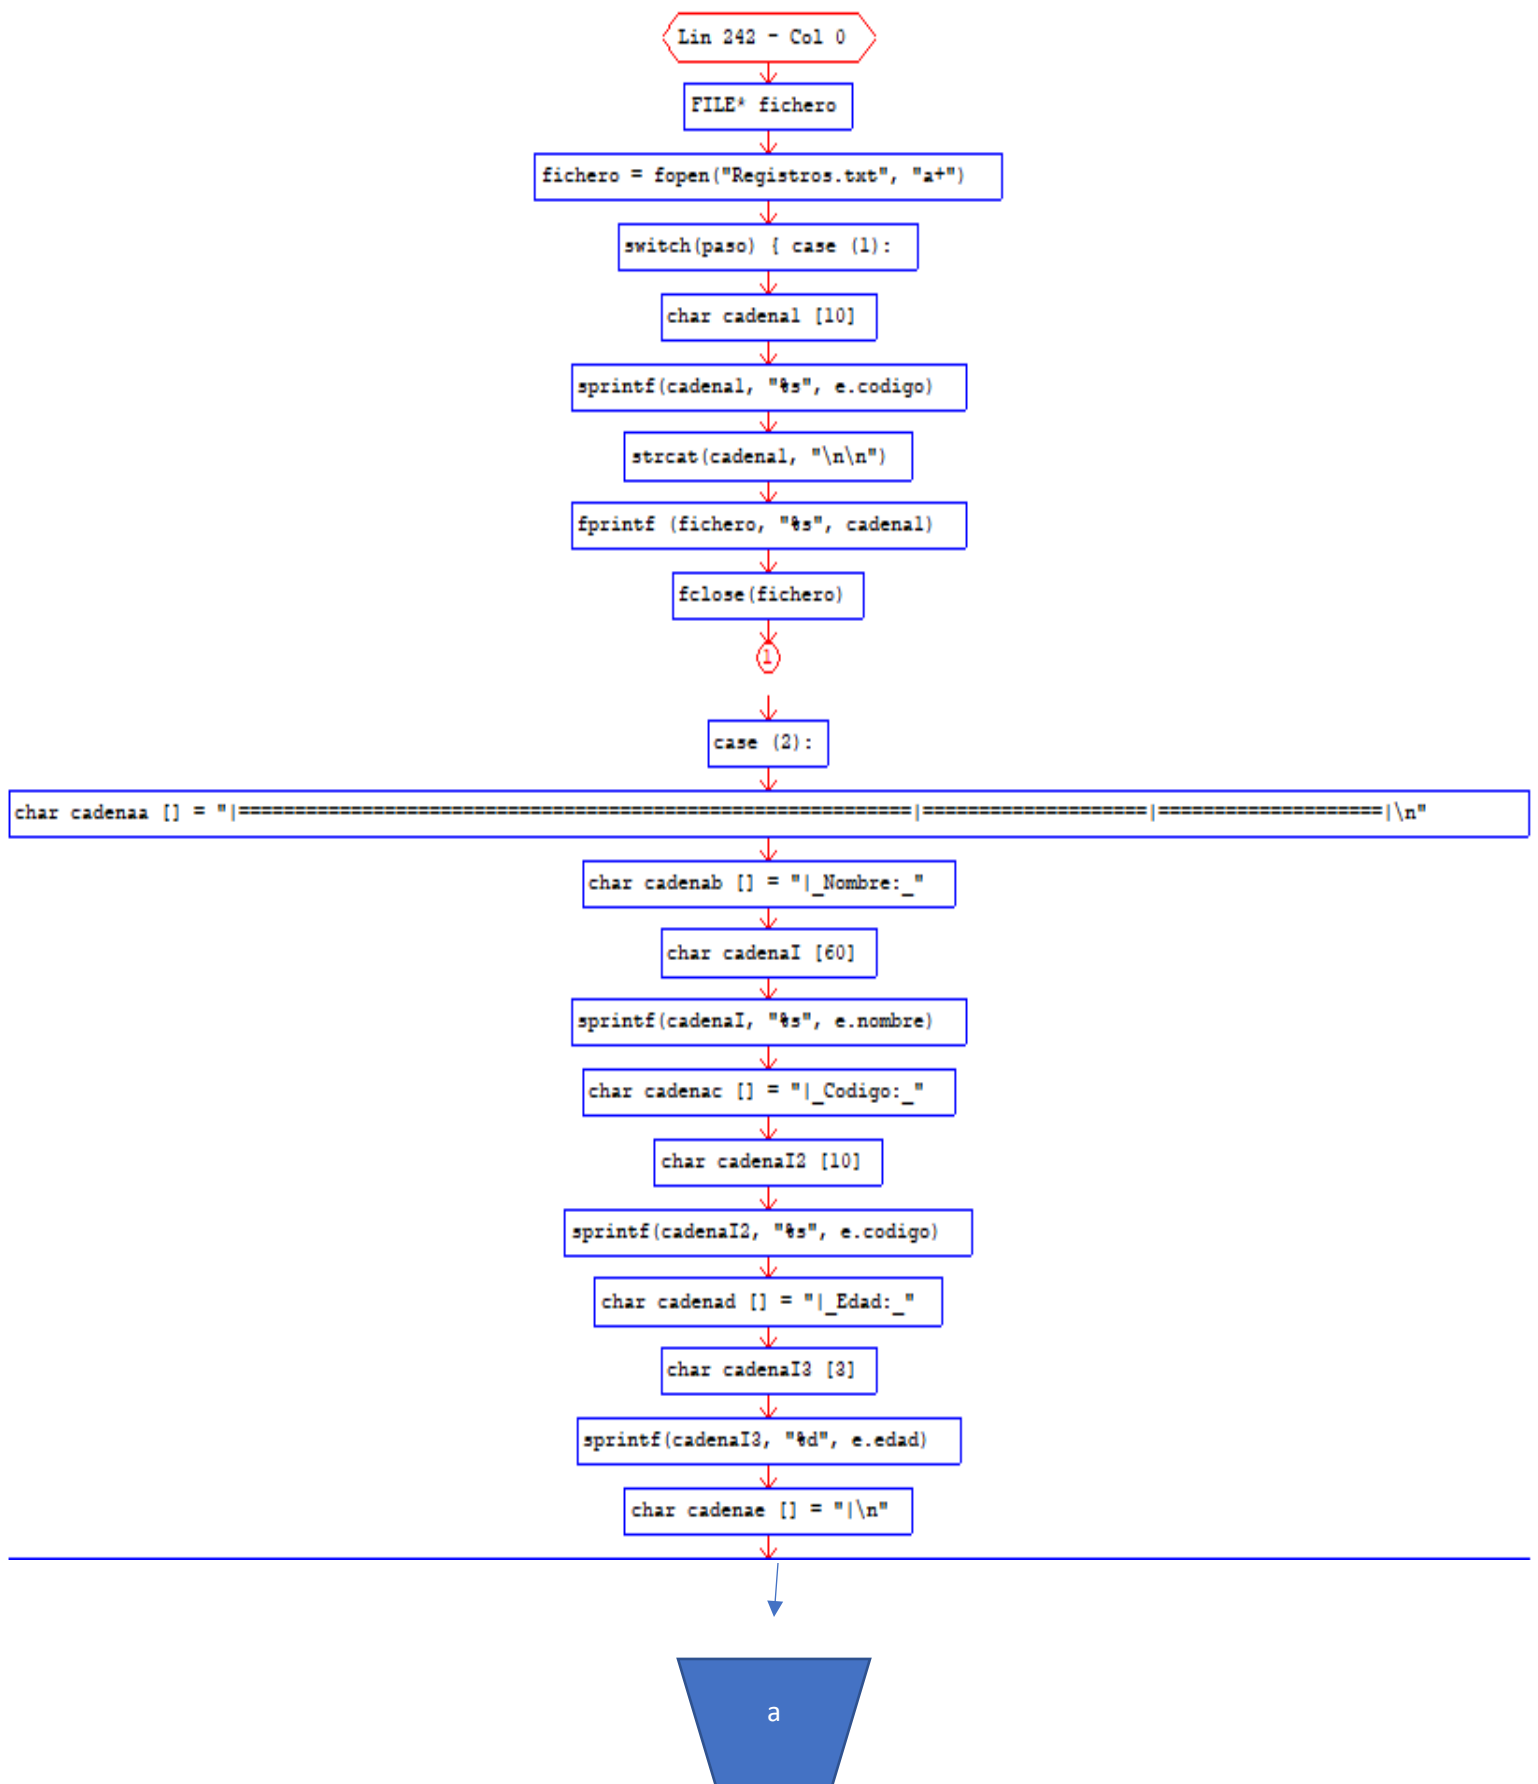 Lin 242 - Col 0
FILE* fichero
fichero = fopen("Registros.txt", "a+")
switch(paso) { case (1):
char cadena1 [10]
sprintf(cadena1, "%s", e.codigo)
strcat(cadena1, "\n\n")
fprintf (fichero, "%s", cadena1)
fclose(fichero)
1
case (2):
char cadenaa [] = "|============================================================|====================|====================|\n"
char cadenab [] = "|_Nombre:_"
char cadenaI [60]
sprintf(cadenaI, "%s", e.nombre)
char cadenac [] = "|_Codigo:_"
char cadenaI2 [10]
sprintf(cadenaI2, "%s", e.codigo)
char cadenad [] = "|_Edad:_"
char cadenaI3 [3]
sprintf(cadenaI3, "%d", e.edad)
char cadenae [] = "|\n"
a